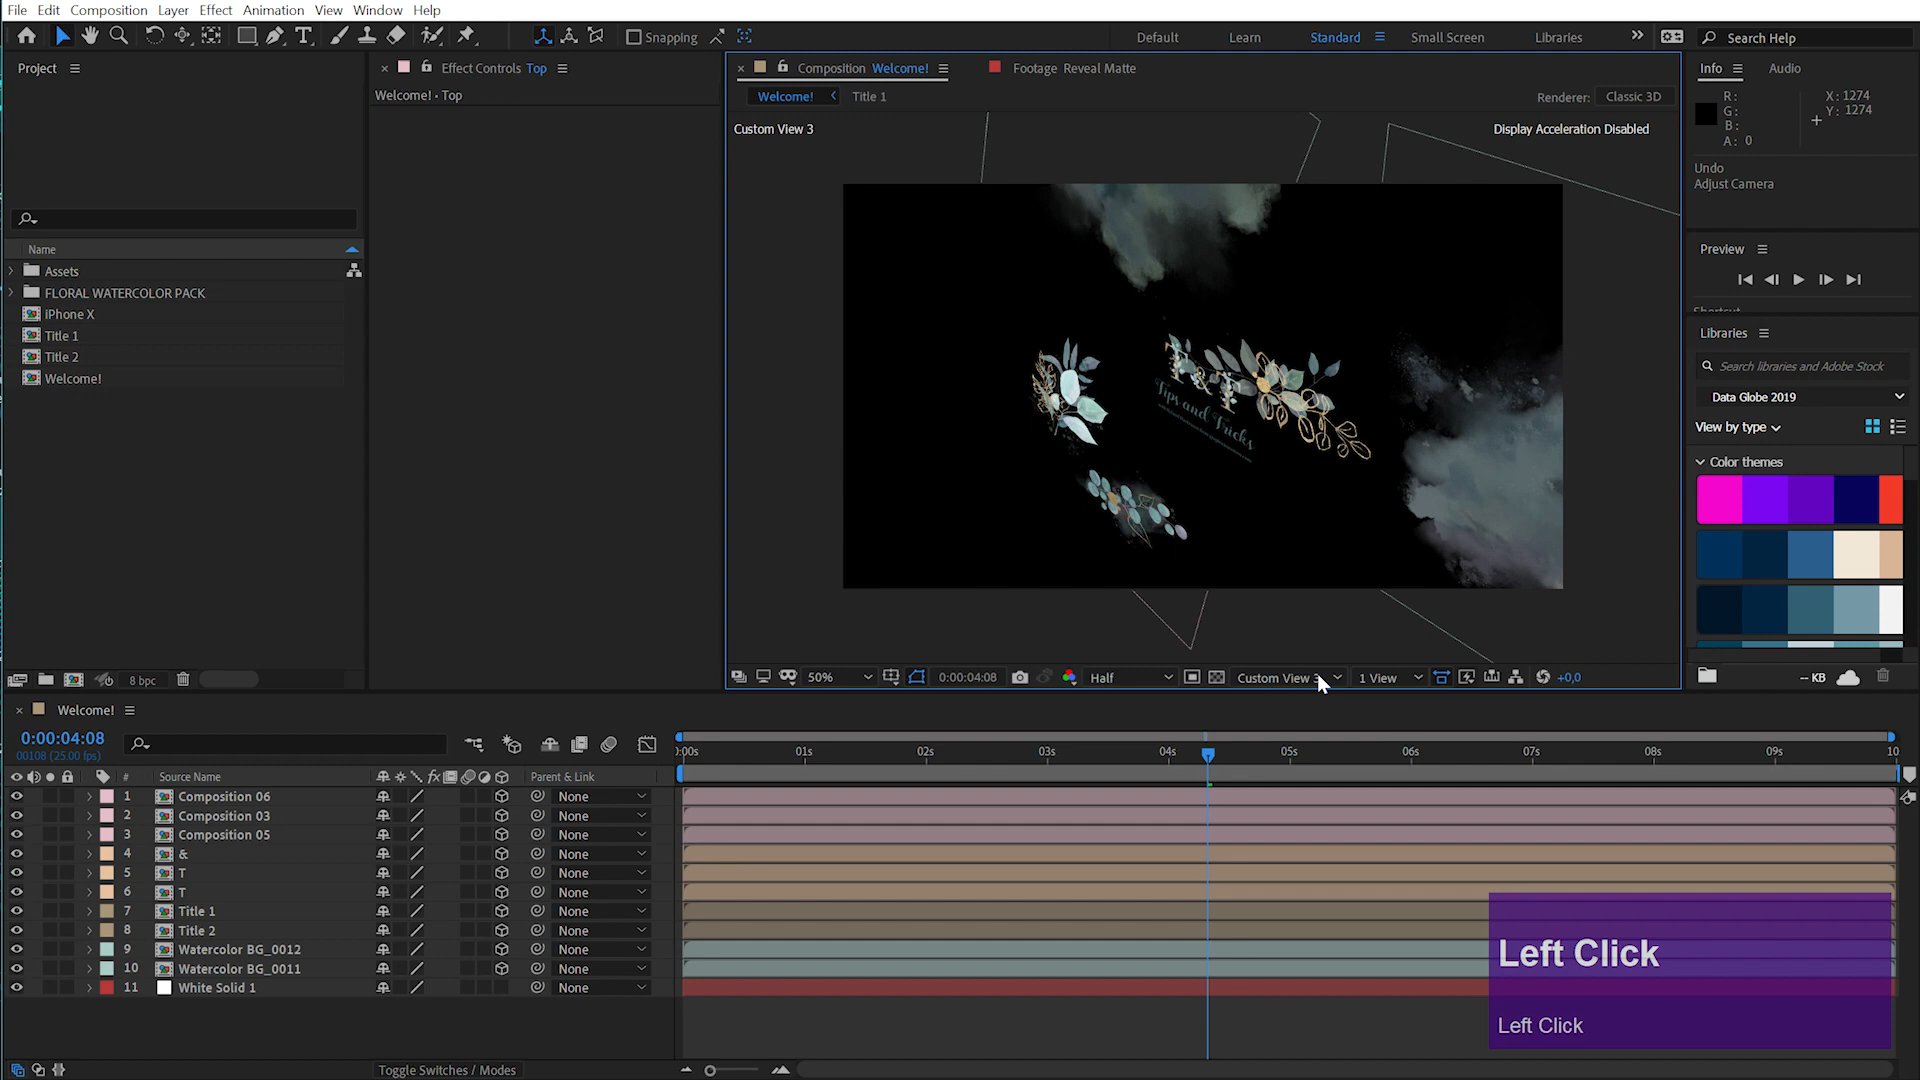 File Edit Composition Layer Effect Animation View Window Help
Snapping
Default Learn Standard Small Screen Libraries
Search Help
Project
Effect Controls Top
Composition Welcome!
Footage Reveal Matte
Info Audio
Welcome! • Top
Welcome! Title 1
Renderer: Classic 3D
R: X: 1274
G: Y: 1274
B:
A: 0
Custom View 3
Display Acceleration Disabled
Undo
Adjust Camera
Name
Assets
FLORAL WATERCOLOR PACK
iPhone X
Title 1
Title 2
Welcome!
Preview
Shortcut
Libraries
Search libraries and Adobe Stock
Data Globe 2019
View by type
Color themes
Tips and Tricks
8 bpc
50% 0:00:04:08 Half Custom View 3 1 View +0,0
-- KB
Welcome!
0:00:04:08
00108 (25.00 fps)
0:00s 01s 02s 03s 04s 05s 06s 07s 08s 09s 10
# Source Name fx Parent & Link
1 Composition 06 None
2 Composition 03 None
3 Composition 05 None
4 & None
5 T None
6 T None
7 Title 1 None
8 Title 2 None
9 Watercolor BG_0012 None
10 Watercolor BG_0011 None
11 White Solid 1 None
Left Click
Left Click
Toggle Switches / Modes